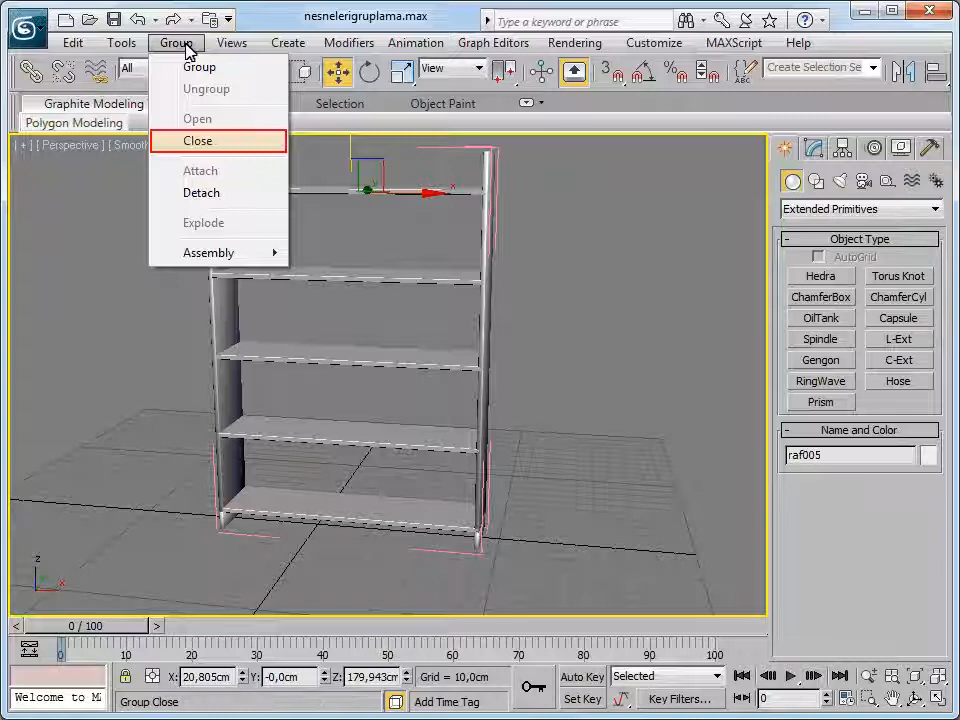 nesnelerigruplama.max
Type a keyword or phrase
Edit Tools Group Views Create Modifiers Animation Graph Editors Rendering Customize MAXScript Help
All
View
3
Create Selection Se
Graphite Modeling
Selection
Object Paint
Polygon Modeling
[ + ] [ Perspective ] [ Smooth
Group
Ungroup
Open
Close
Attach
Detach
Explode
Assembly
x
z
x
Extended Primitives
- Object Type
AutoGrid
Hedra Torus Knot
ChamferBox ChamferCyl
OilTank Capsule
Spindle L-Ext
Gengon C-Ext
RingWave Hose
Prism
- Name and Color
raf005
< 0 / 100 >
0 10 20 30 40 50 60 70 80 90 100
X: 20,805cm Y: -0,0cm Z: 179,943cm Grid = 10,0cm
Auto Key Selected
Welcome to M
Group Close
Add Time Tag
Set Key Key Filters...
0